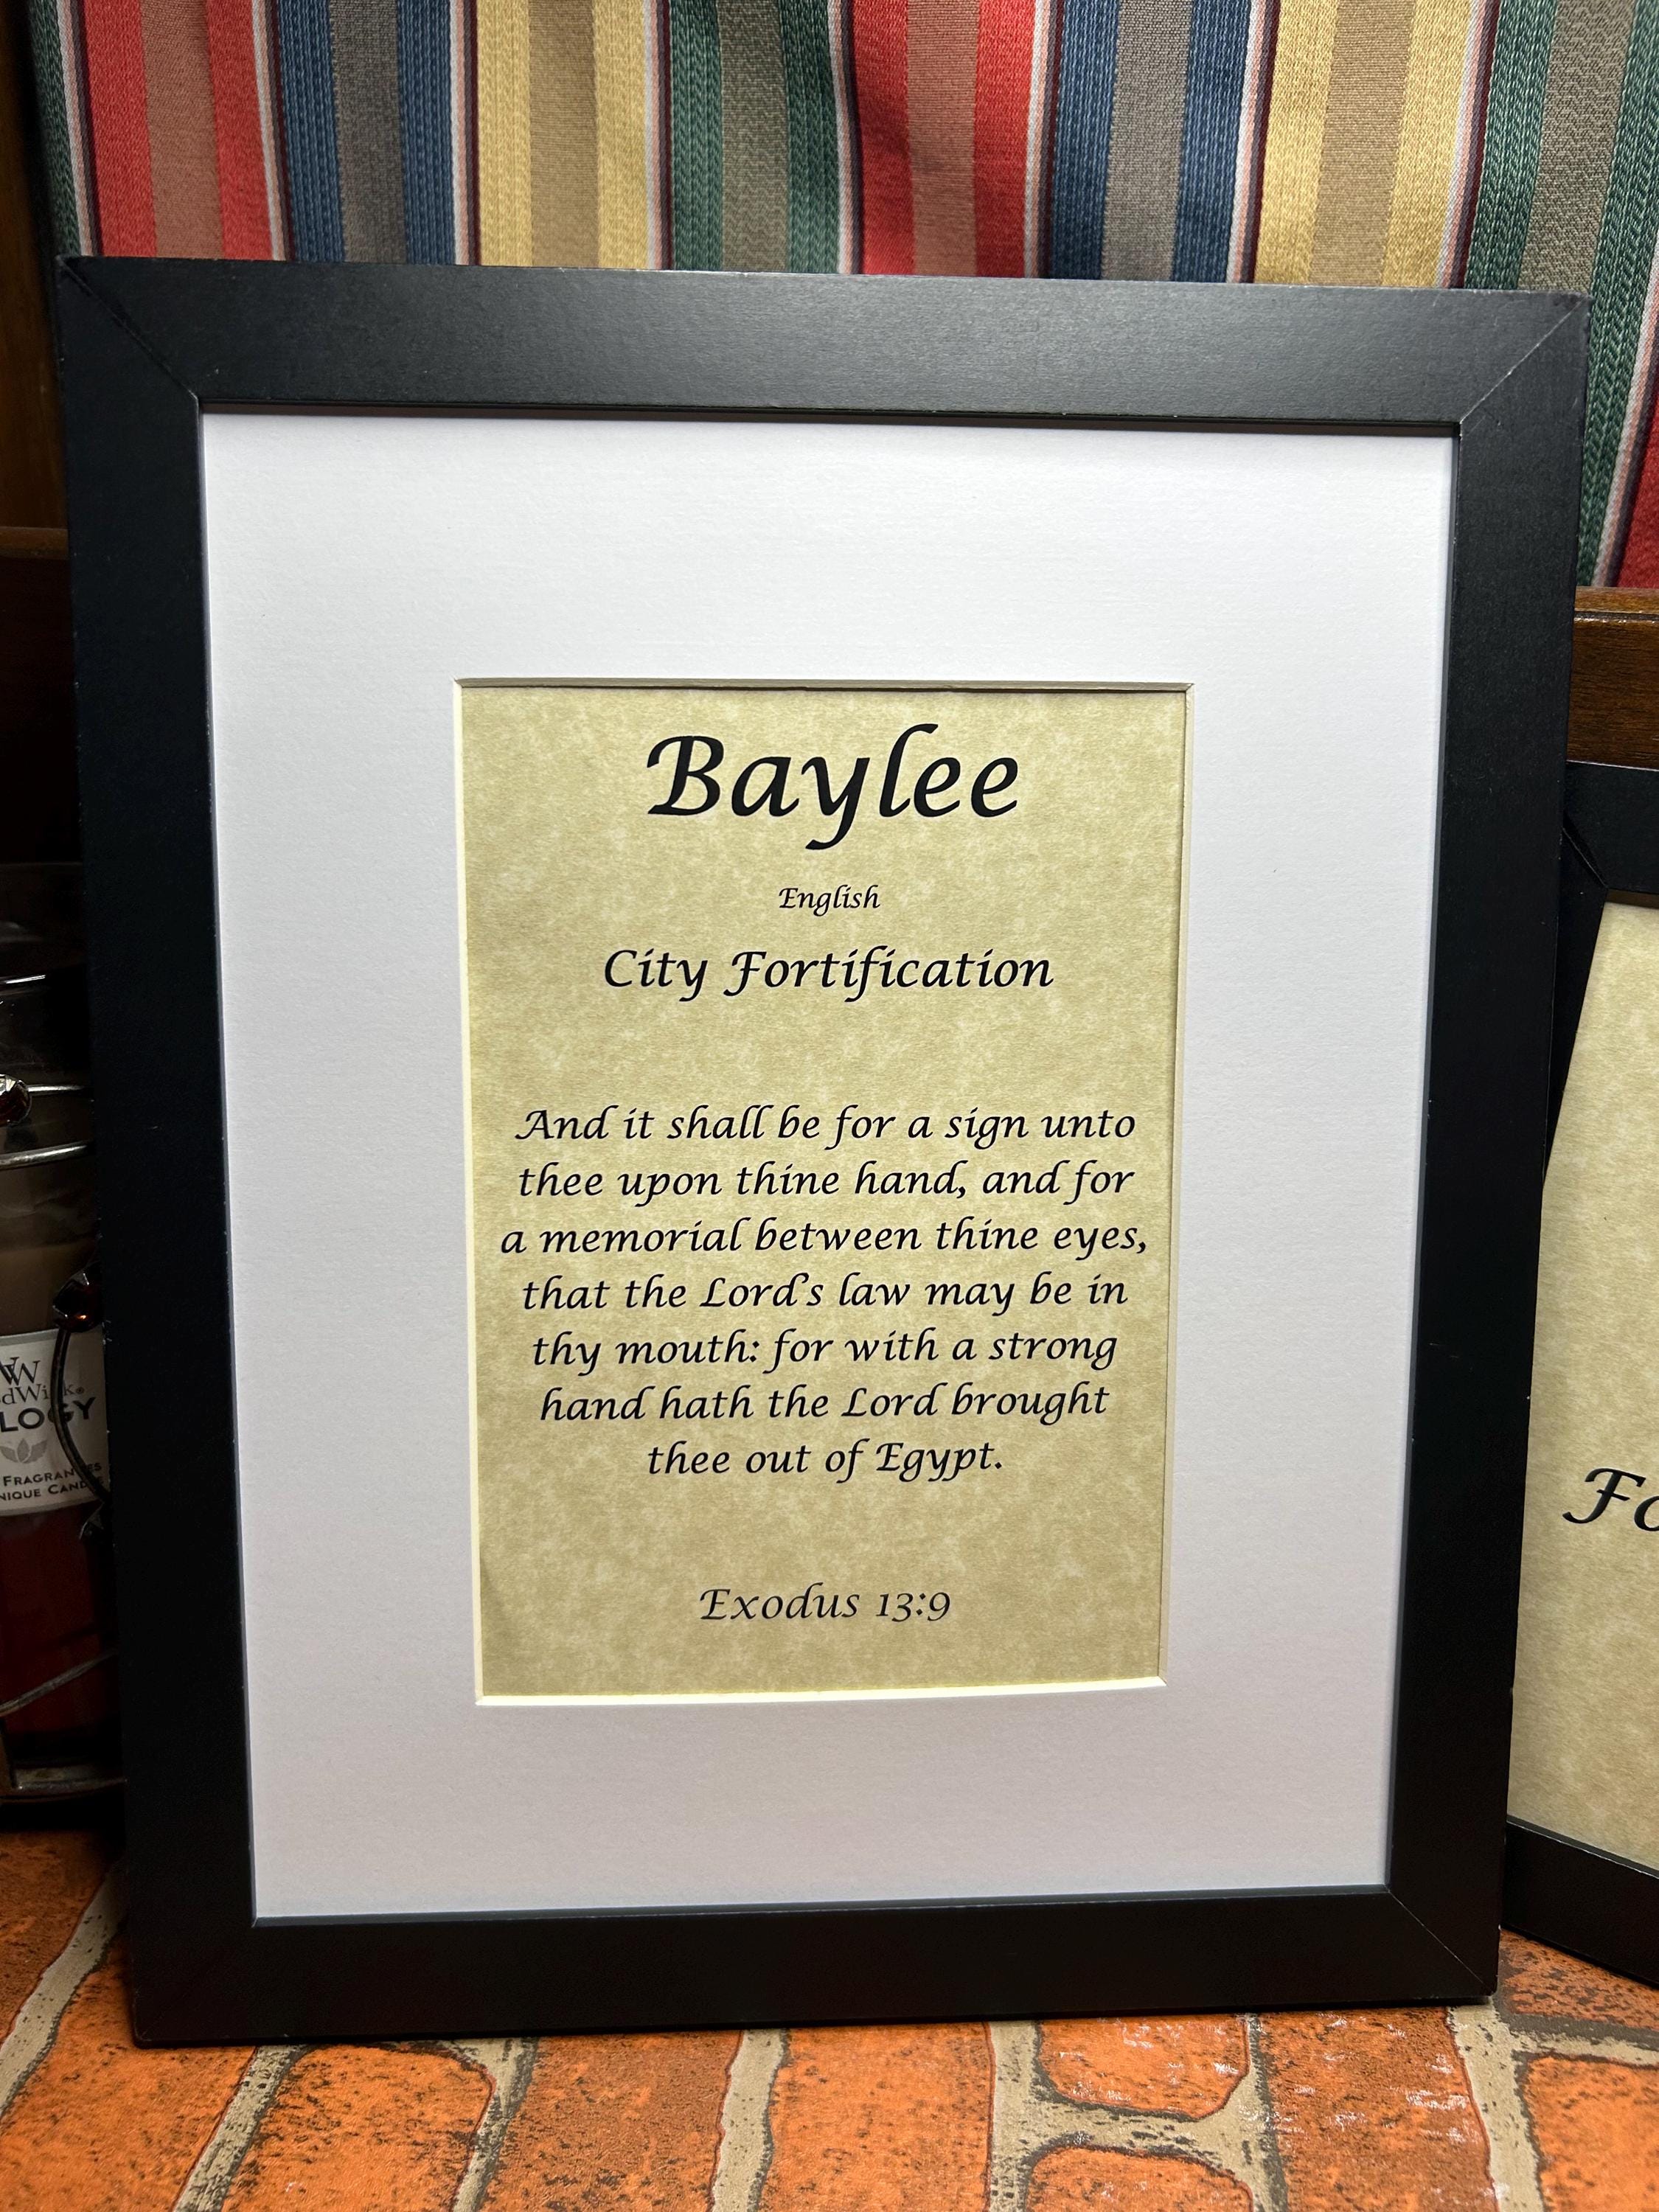 Baylee
English
City Fortification
And it shall be for a sign unto
thee upon thine hand, and for
a memorial between thine eyes,
that the Lord's law may be in
thy mouth: for with a strong
hand hath the Lord brought
thee out of Egypt.
Exodus 13:9